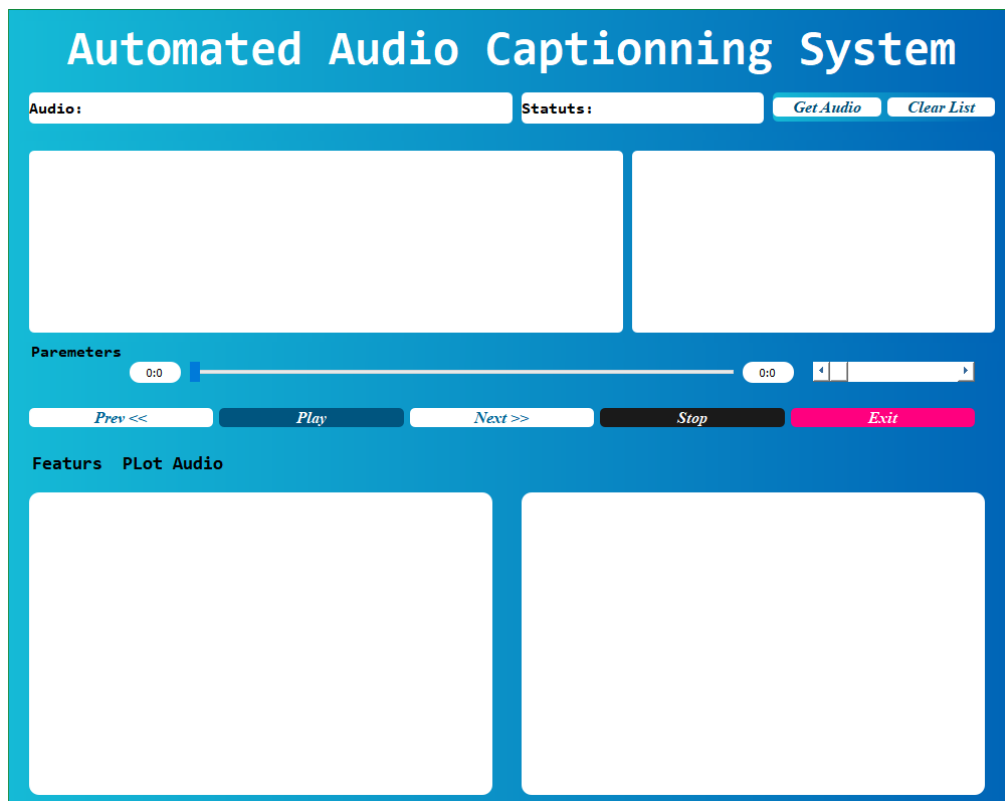 Automated Audio Captionning System
Audio: Statuts: Get Audio Clear List
Paremeters
0:0 0:0
Prev << Play Next >> Stop Exit
Featurs PLot Audio